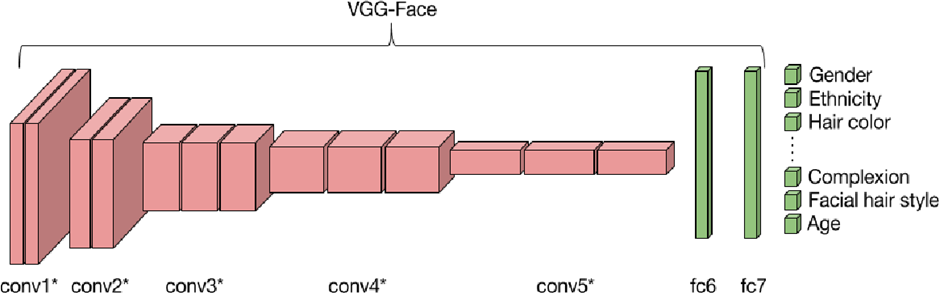 VGG-Face
Gender
Ethnicity
Hair color
Complexion
Facial hair style
Age
conv1* conv2* conv3* conv4* conv5* fc6 fc7